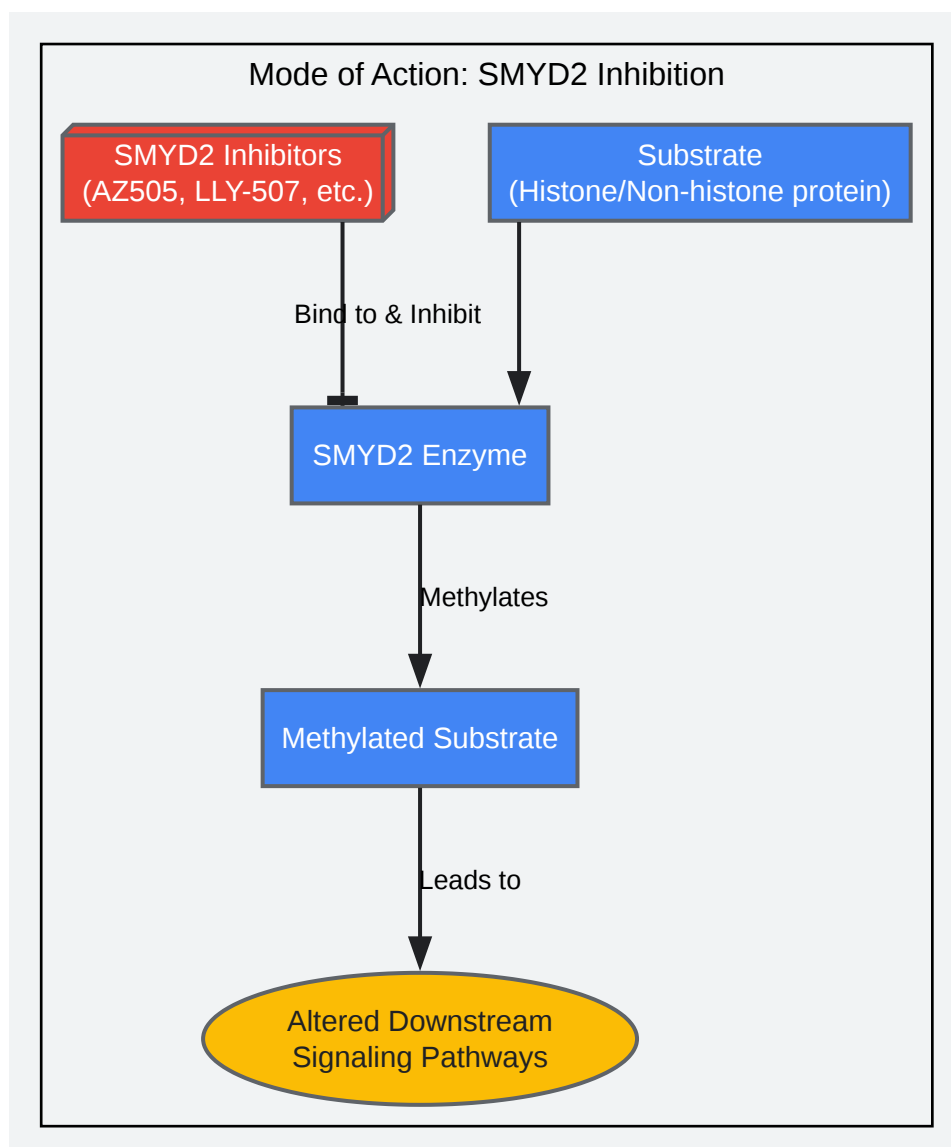 Mode of Action: SMYD2 Inhibition
SMYD2 Inhibitors
(AZ505, LLY-507, etc.)
Substrate
(Histone/Non-histone protein)
Bind to & Inhibit
SMYD2 Enzyme
Methylates
Methylated Substrate
Leads to
Altered Downstream
Signaling Pathways